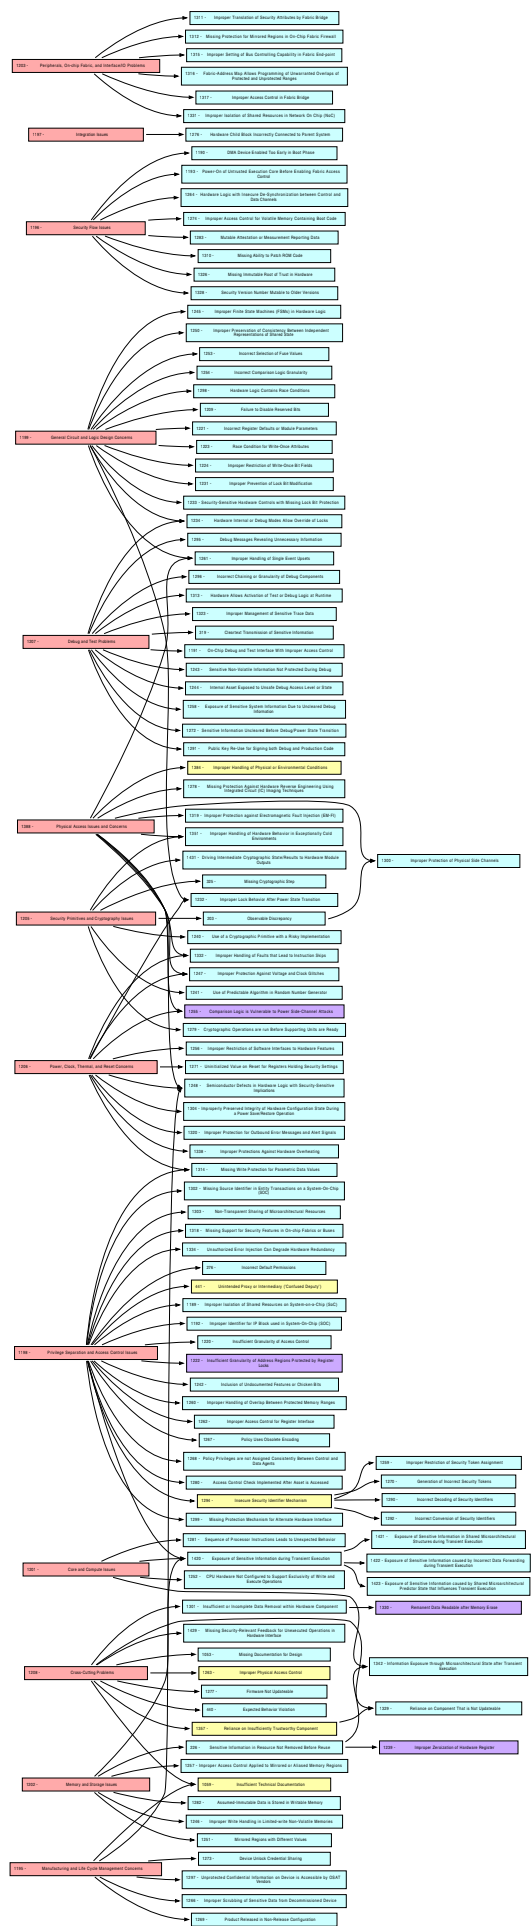 1311 - Improper Translation of Security Attributes by Fabric Bridge
1312 - Missing Protection for Mirrored Regions in On-Chip Fabric Firewall
1315 - Improper Setting of Bus Controlling Capability in Fabric End-point
1203 - Peripherals, On-chip Fabric, and Interface/IO Problems
1316 - Fabric-Address Map Allows Programming of Unwarranted Overlaps of
Protected and Unprotected Ranges
1317 - Improper Access Control in Fabric Bridge
1331 - Improper Isolation of Shared Resources in Network On Chip (NoC)
1197 - Integration Issues
1276 - Hardware Child Block Incorrectly Connected to Parent System
1190 - DMA Device Enabled Too Early in Boot Phase
1193 - Power-On of Untrusted Execution Core Before Enabling Fabric Access
Control
1264 - Hardware Logic with Insecure De-Synchronization between Control and
Data Channels
1274 - Improper Access Control for Volatile Memory Containing Boot Code
1196 - Security Flow Issues
1283 - Mutable Attestation or Measurement Reporting Data
1310 - Missing Ability to Patch ROM Code
1326 - Missing Immutable Root of Trust in Hardware
1328 - Security Version Number Mutable to Older Versions
1245 - Improper Finite State Machines (FSMs) in Hardware Logic
1250 - Improper Preservation of Consistency Between Independent
Representations of Shared State
1253 - Incorrect Selection of Fuse Values
1254 - Incorrect Comparison Logic Granularity
1298 - Hardware Logic Contains Race Conditions
1209 - Failure to Disable Reserved Bits
1221 - Incorrect Register Defaults or Module Parameters
1199 - General Circuit and Logic Design Concerns
1223 - Race Condition for Write-Once Attributes
1224 - Improper Restriction of Write-Once Bit Fields
1231 - Improper Prevention of Lock Bit Modification
1233 - Security-Sensitive Hardware Controls with Missing Lock Bit Protection
1234 - Hardware Internal or Debug Modes Allow Override of Locks
1295 - Debug Messages Revealing Unnecessary Information
1261 - Improper Handling of Single Event Upsets
1296 - Incorrect Chaining or Granularity of Debug Components
1313 - Hardware Allows Activation of Test or Debug Logic at Runtime
1323 - Improper Management of Sensitive Trace Data
319 - Cleartext Transmission of Sensitive Information
1207 - Debug and Test Problems
1191 - On-Chip Debug and Test Interface With Improper Access Control
1243 - Sensitive Non-Volatile Information Not Protected During Debug
1244 - Internal Asset Exposed to Unsafe Debug Access Level or State
1258 - Exposure of Sensitive System Information Due to Uncleared Debug
Information
1272 - Sensitive Information Uncleared Before Debug/Power State Transition
1291 - Public Key Re-Use for Signing both Debug and Production Code
1384 - Improper Handling of Physical or Environmental Conditions
1278 - Missing Protection Against Hardware Reverse Engineering Using
Integrated Circuit (IC) Imaging Techniques
1319 - Improper Protection against Electromagnetic Fault Injection (EM-FI)
1388 - Physical Access Issues and Concerns
1351 - Improper Handling of Hardware Behavior in Exceptionally Cold
Environments
1431 - Driving Intermediate Cryptographic State/Results to Hardware Module
Outputs
1300 - Improper Protection of Physical Side Channels
325 - Missing Cryptographic Step
1232 - Improper Lock Behavior After Power State Transition
1205 - Security Primitives and Cryptography Issues
203 - Observable Discrepancy
1240 - Use of a Cryptographic Primitive with a Risky Implementation
1332 - Improper Handling of Faults that Lead to Instruction Skips
1247 - Improper Protection Against Voltage and Clock Glitches
1241 - Use of Predictable Algorithm in Random Number Generator
1255 - Comparison Logic is Vulnerable to Power Side-Channel Attacks
1279 - Cryptographic Operations are run Before Supporting Units are Ready
1256 - Improper Restriction of Software Interfaces to Hardware Features
1206 - Power, Clock, Thermal, and Reset Concerns
1271 - Uninitialized Value on Reset for Registers Holding Security Settings
1248 - Semiconductor Defects in Hardware Logic with Security-Sensitive
Implications
1304 - Improperly Preserved Integrity of Hardware Configuration State During
a Power Save/Restore Operation
1320 - Improper Protection for Outbound Error Messages and Alert Signals
1338 - Improper Protections Against Hardware Overheating
1314 - Missing Write Protection for Parametric Data Values
1302 - Missing Source Identifier in Entity Transactions on a System-On-Chip
(SOC)
1303 - Non-Transparent Sharing of Microarchitectural Resources
1318 - Missing Support for Security Features in On-chip Fabrics or Buses
1334 - Unauthorized Error Injection Can Degrade Hardware Redundancy
276 - Incorrect Default Permissions
441 - Unintended Proxy or Intermediary ('Confused Deputy')
1189 - Improper Isolation of Shared Resources on System-on-a-Chip (SoC)
1192 - Improper Identifier for IP Block used in System-On-Chip (SOC)
1220 - Insufficient Granularity of Access Control
1198 - Privilege Separation and Access Control Issues
1222 - Insufficient Granularity of Address Regions Protected by Register
Locks
1242 - Inclusion of Undocumented Features or Chicken Bits
1260 - Improper Handling of Overlap Between Protected Memory Ranges
1262 - Improper Access Control for Register Interface
1267 - Policy Uses Obsolete Encoding
1268 - Policy Privileges are not Assigned Consistently Between Control and
Data Agents
1259 - Improper Restriction of Security Token Assignment
1280 - Access Control Check Implemented After Asset is Accessed
1270 - Generation of Incorrect Security Tokens
1294 - Insecure Security Identifier Mechanism
1290 - Incorrect Decoding of Security Identifiers
1299 - Missing Protection Mechanism for Alternate Hardware Interface
1292 - Incorrect Conversion of Security Identifiers
1281 - Sequence of Processor Instructions Leads to Unexpected Behavior
1421 - Exposure of Sensitive Information in Shared Microarchitectural
Structures during Transient Execution
1420 - Exposure of Sensitive Information during Transient Execution
1422 - Exposure of Sensitive Information caused by Incorrect Data Forwarding
during Transient Execution
1201 - Core and Compute Issues
1252 - CPU Hardware Not Configured to Support Exclusivity of Write and
Execute Operations
1423 - Exposure of Sensitive Information caused by Shared Microarchitectural
Predictor State that Influences Transient Execution
1301 - Insufficient or Incomplete Data Removal within Hardware Component
1330 - Remanent Data Readable after Memory Erase
1429 - Missing Security-Relevant Feedback for Unexecuted Operations in
Hardware Interface
1053 - Missing Documentation for Design
1342 - Information Exposure through Microarchitectural State after Transient
Execution
1208 - Cross-Cutting Problems
1263 - Improper Physical Access Control
1277 - Firmware Not Updateable
440 - Expected Behavior Violation
1329 - Reliance on Component That is Not Updateable
1357 - Reliance on Insufficiently Trustworthy Component
226 - Sensitive Information in Resource Not Removed Before Reuse
1239 - Improper Zeroization of Hardware Register
1257 - Improper Access Control Applied to Mirrored or Aliased Memory Regions
1202 - Memory and Storage Issues
1059 - Insufficient Technical Documentation
1282 - Assumed-Immutable Data is Stored in Writable Memory
1246 - Improper Write Handling in Limited-write Non-Volatile Memories
1251 - Mirrored Regions with Different Values
1273 - Device Unlock Credential Sharing
1195 - Manufacturing and Life Cycle Management Concerns
1297 - Unprotected Confidential Information on Device is Accessible by OSAT
Vendors
1266 - Improper Scrubbing of Sensitive Data from Decommissioned Device
1269 - Product Released in Non-Release Configuration